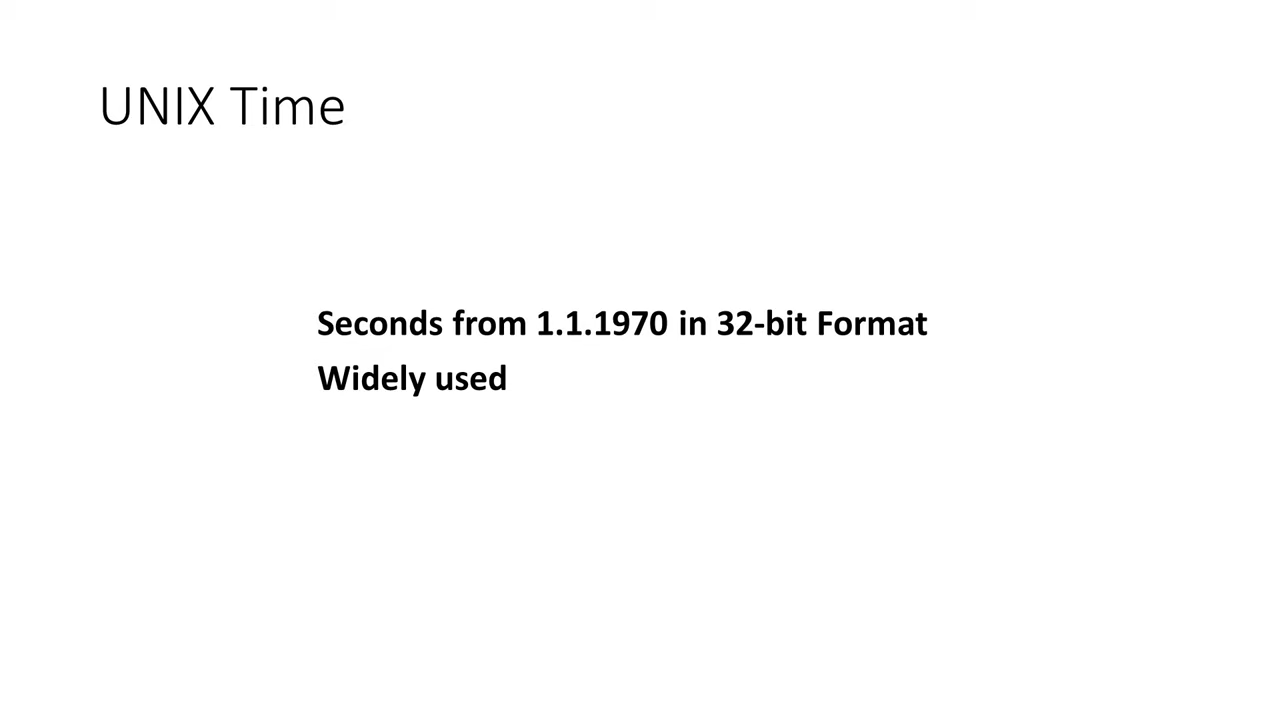 UNIX Time
Seconds from 1.1.1970 in 32-bit Format
Widely used